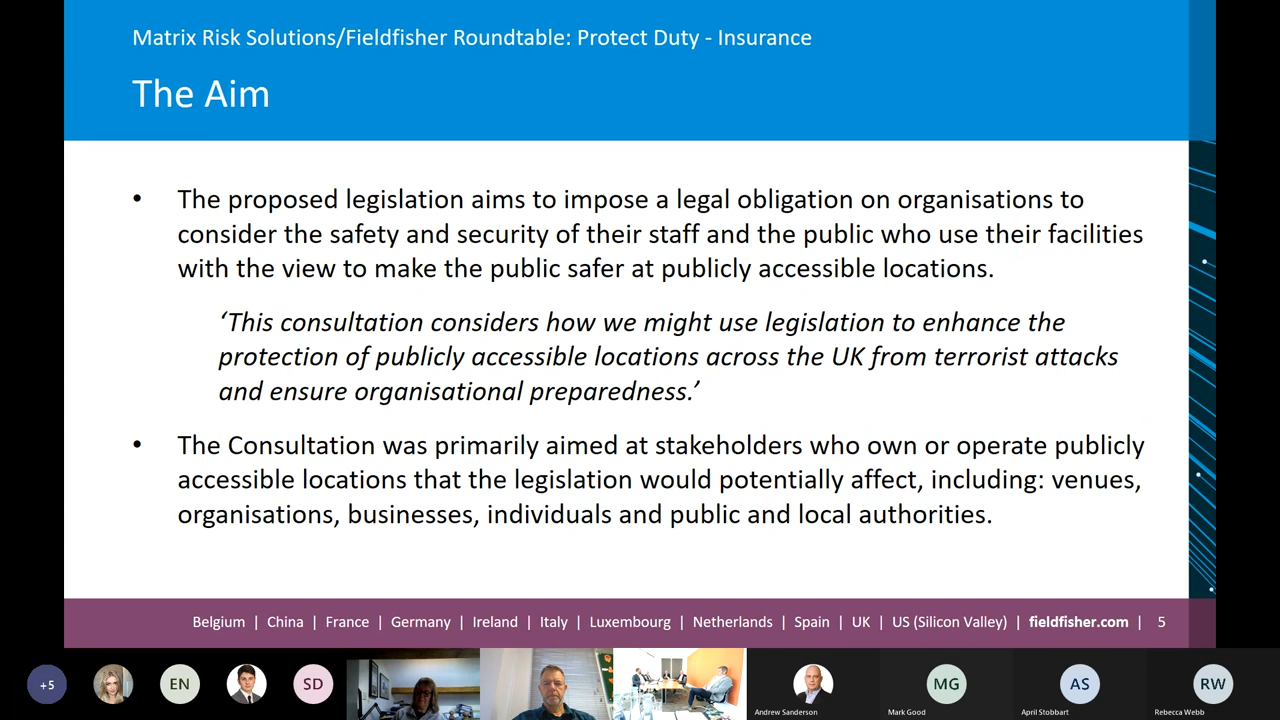 Matrix Risk Solutions/Fieldfisher Roundtable: Protect Duty - Insurance
The Aim
• The proposed legislation aims to impose a legal obligation on organisations to
consider the safety and security of their staff and the public who use their facilities
with the view to make the public safer at publicly accessible locations.
‘This consultation considers how we might use legislation to enhance the
protection of publicly accessible locations across the UK from terrorist attacks
and ensure organisational preparedness.’
• The Consultation was primarily aimed at stakeholders who own or operate publicly
accessible locations that the legislation would potentially affect, including: venues,
organisations, businesses, individuals and public and local authorities.
Belgium | China | France | Germany | Ireland | Italy | Luxembourg | Netherlands | Spain | UK | US (Silicon Valley) | fieldfisher.com | 5
+5 EN SD MG AS RW
Andrew Sanderson Mark Good April Stobbart Rebecca Webb